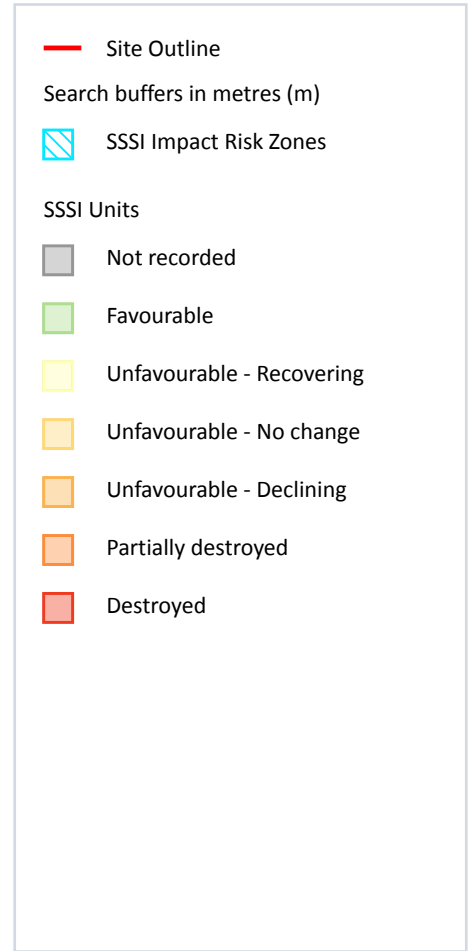 Site Outline
Search buffers in metres (m)
SSSI Impact Risk Zones
SSSI Units
Not recorded
Favourable
Unfavourable - Recovering
Unfavourable - No change
Unfavourable - Declining
Partially destroyed
Destroyed